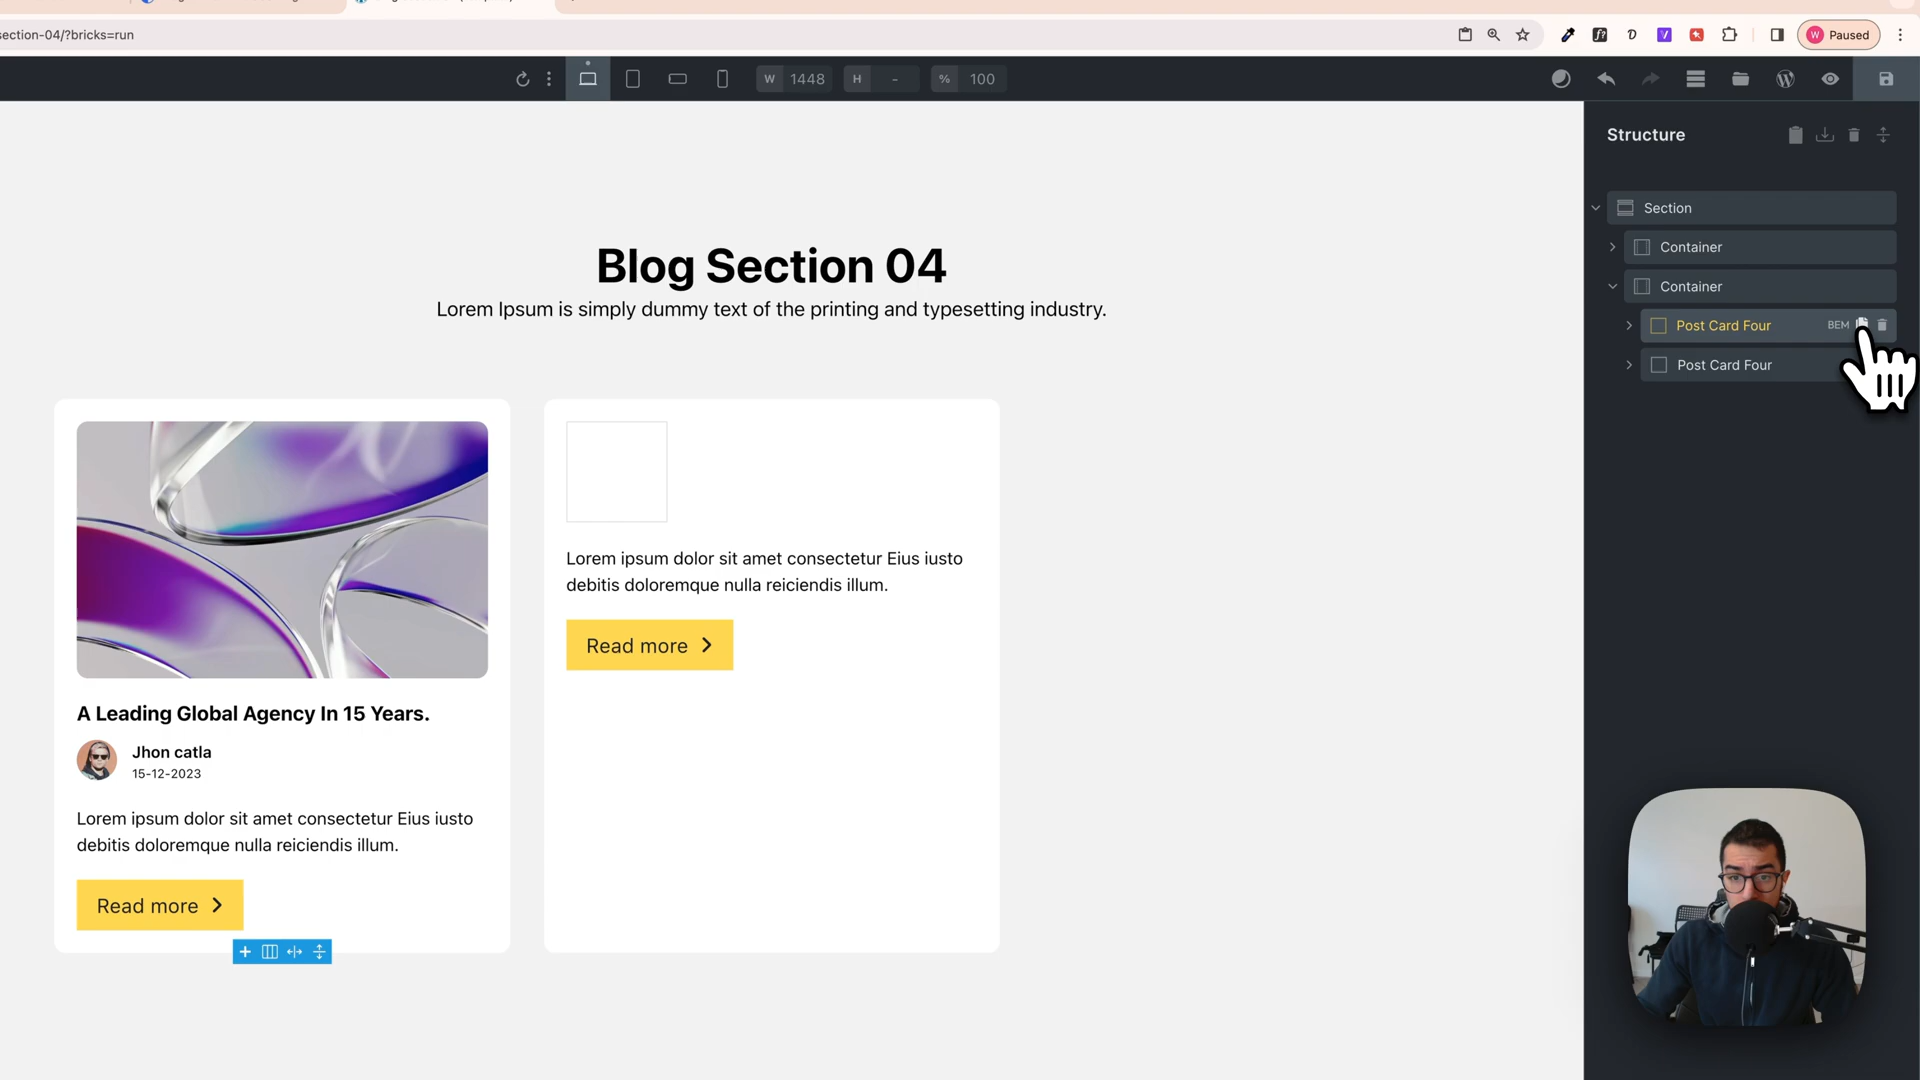 section-04/?bricks=run
W Paused
W 1448 H - % 100
Structure
Section
Container
Container
Post Card Four BEM
Post Card Four
Blog Section 04
Lorem Ipsum is simply dummy text of the printing and typesetting industry.
A Leading Global Agency In 15 Years.
Jhon catla
15-12-2023
Lorem ipsum dolor sit amet consectetur Eius iusto
debitis doloremque nulla reiciendis illum.
Read more
Lorem ipsum dolor sit amet consectetur Eius iusto
debitis doloremque nulla reiciendis illum.
Read more